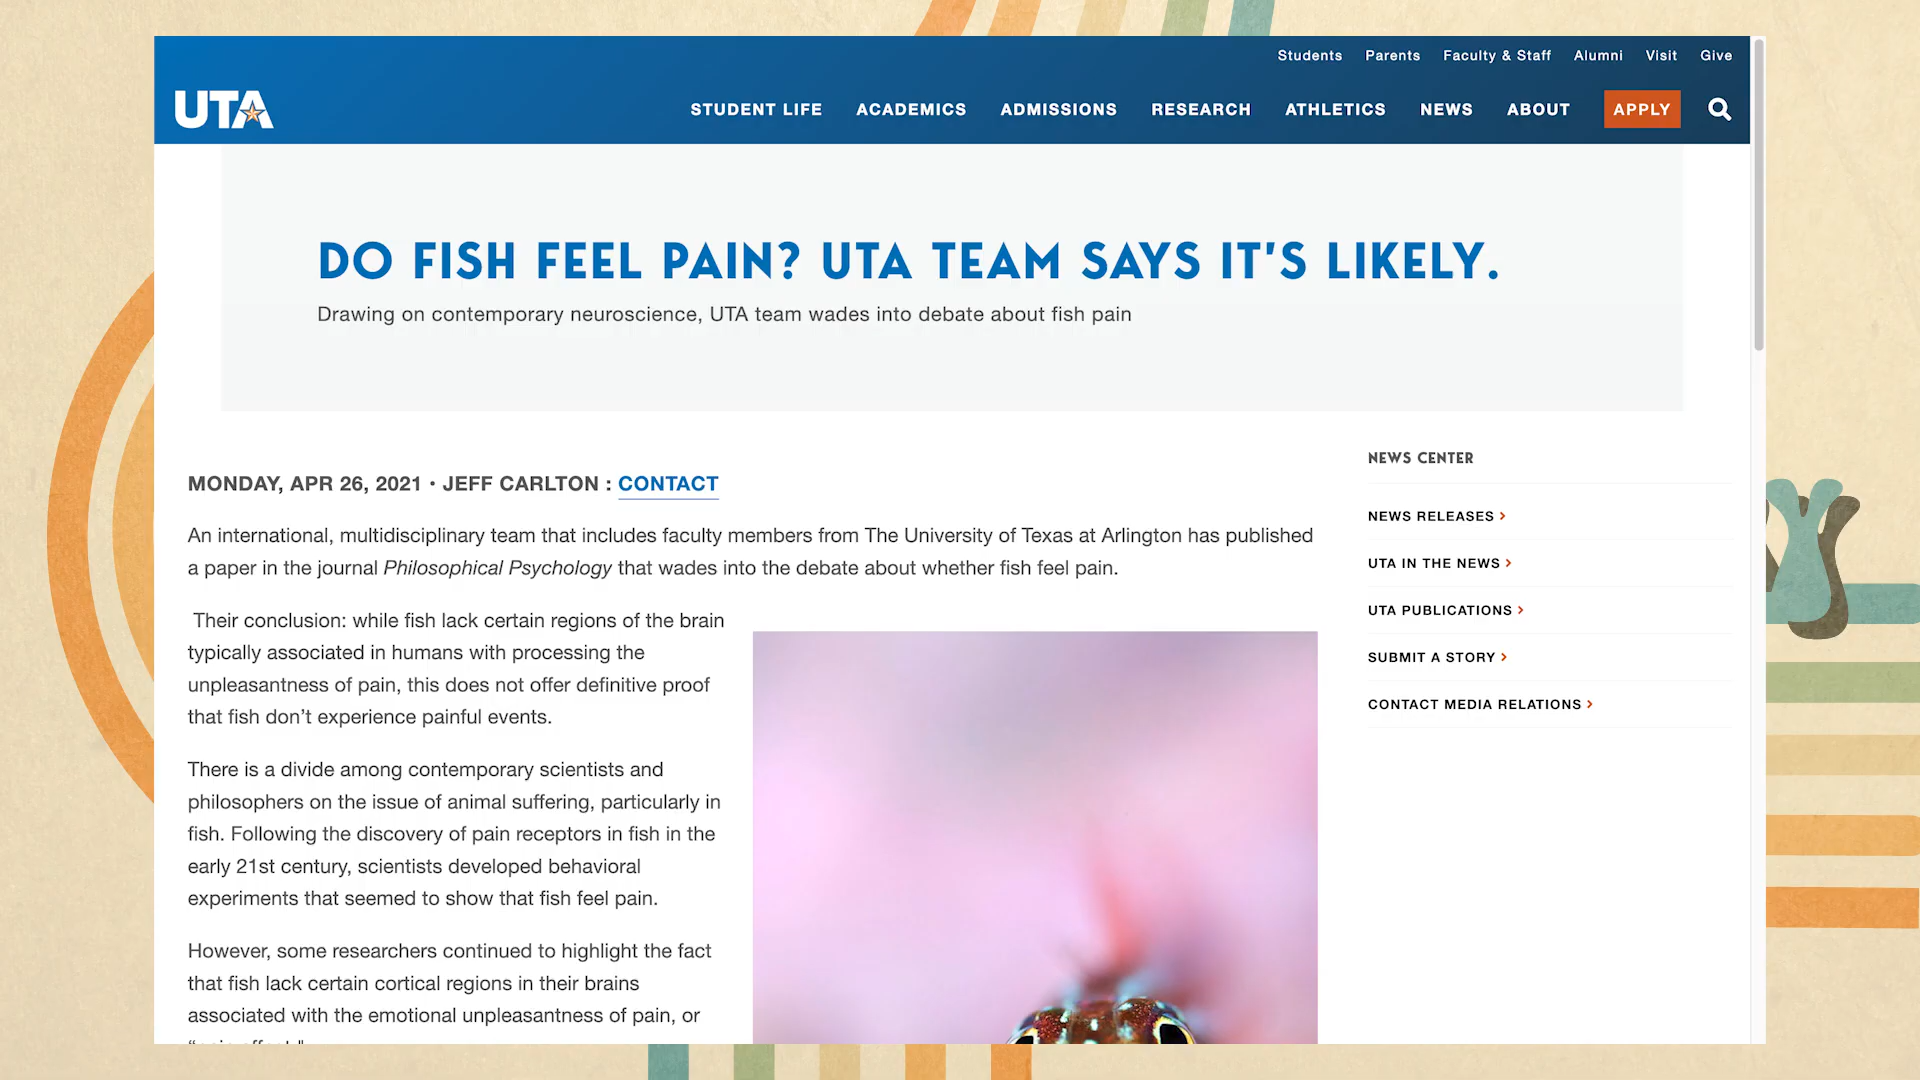 Students Parents Faculty & Staff Alumni Visit Give
UTA
STUDENT LIFE ACADEMICS ADMISSIONS RESEARCH ATHLETICS NEWS ABOUT APPLY
DO FISH FEEL PAIN? UTA TEAM SAYS IT'S LIKELY.
Drawing on contemporary neuroscience, UTA team wades into debate about fish pain
MONDAY, APR 26, 2021 • JEFF CARLTON : CONTACT
An international, multidisciplinary team that includes faculty members from The University of Texas at Arlington has published
a paper in the journal Philosophical Psychology that wades into the debate about whether fish feel pain.
Their conclusion: while fish lack certain regions of the brain
typically associated in humans with processing the
unpleasantness of pain, this does not offer definitive proof
that fish don’t experience painful events.
There is a divide among contemporary scientists and
philosophers on the issue of animal suffering, particularly in
fish. Following the discovery of pain receptors in fish in the
early 21st century, scientists developed behavioral
experiments that seemed to show that fish feel pain.
However, some researchers continued to highlight the fact
that fish lack certain cortical regions in their brains
associated with the emotional unpleasantness of pain, or
NEWS CENTER
NEWS RELEASES
UTA IN THE NEWS
UTA PUBLICATIONS
SUBMIT A STORY
CONTACT MEDIA RELATIONS